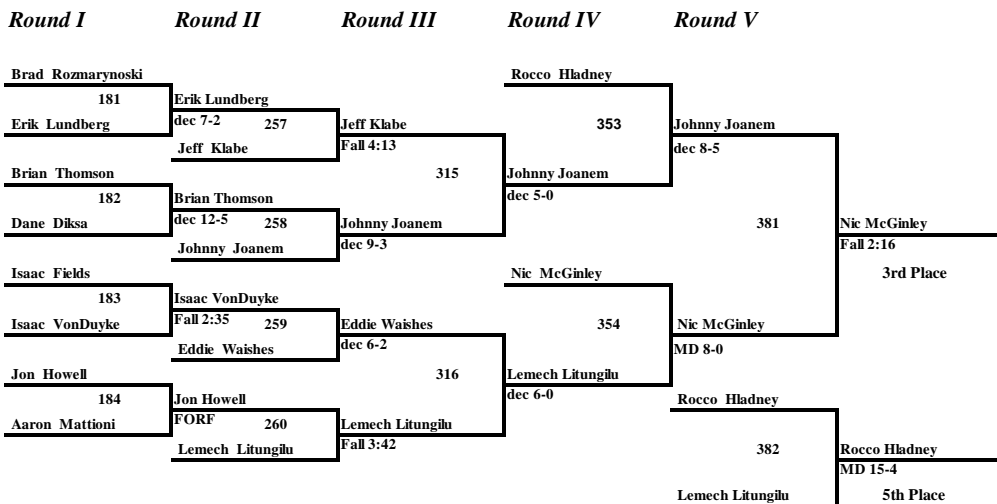 Round I Round II Round III Round IV Round V
Brad Rozmarynoski
181
Erik Lundberg
Brian Thomson
182
Dane Diksa
Isaac Fields
183
Isaac VonDuyke
Jon Howell
184
Aaron Mattioni
Erik Lundberg
dec 7-2 257
Jeff Klabe
Brian Thomson
dec 12-5 258
Johnny Joanem
Isaac VonDuyke
Fall 2:35 259
Eddie Waishes
Jon Howell
FORF 260
Lemech Litungilu
Jeff Klabe
Fall 4:13
315
Johnny Joanem
dec 9-3
Eddie Waishes
dec 6-2
316
Lemech Litungilu
Fall 3:42
Rocco Hladney
353
Johnny Joanem
dec 5-0
Nic McGinley
354
Lemech Litungilu
dec 6-0
Johnny Joanem
dec 8-5
381
Nic McGinley
MD 8-0
Rocco Hladney
382
Lemech Litungilu
Nic McGinley
Fall 2:16
3rd Place
Rocco Hladney
MD 15-4
5th Place